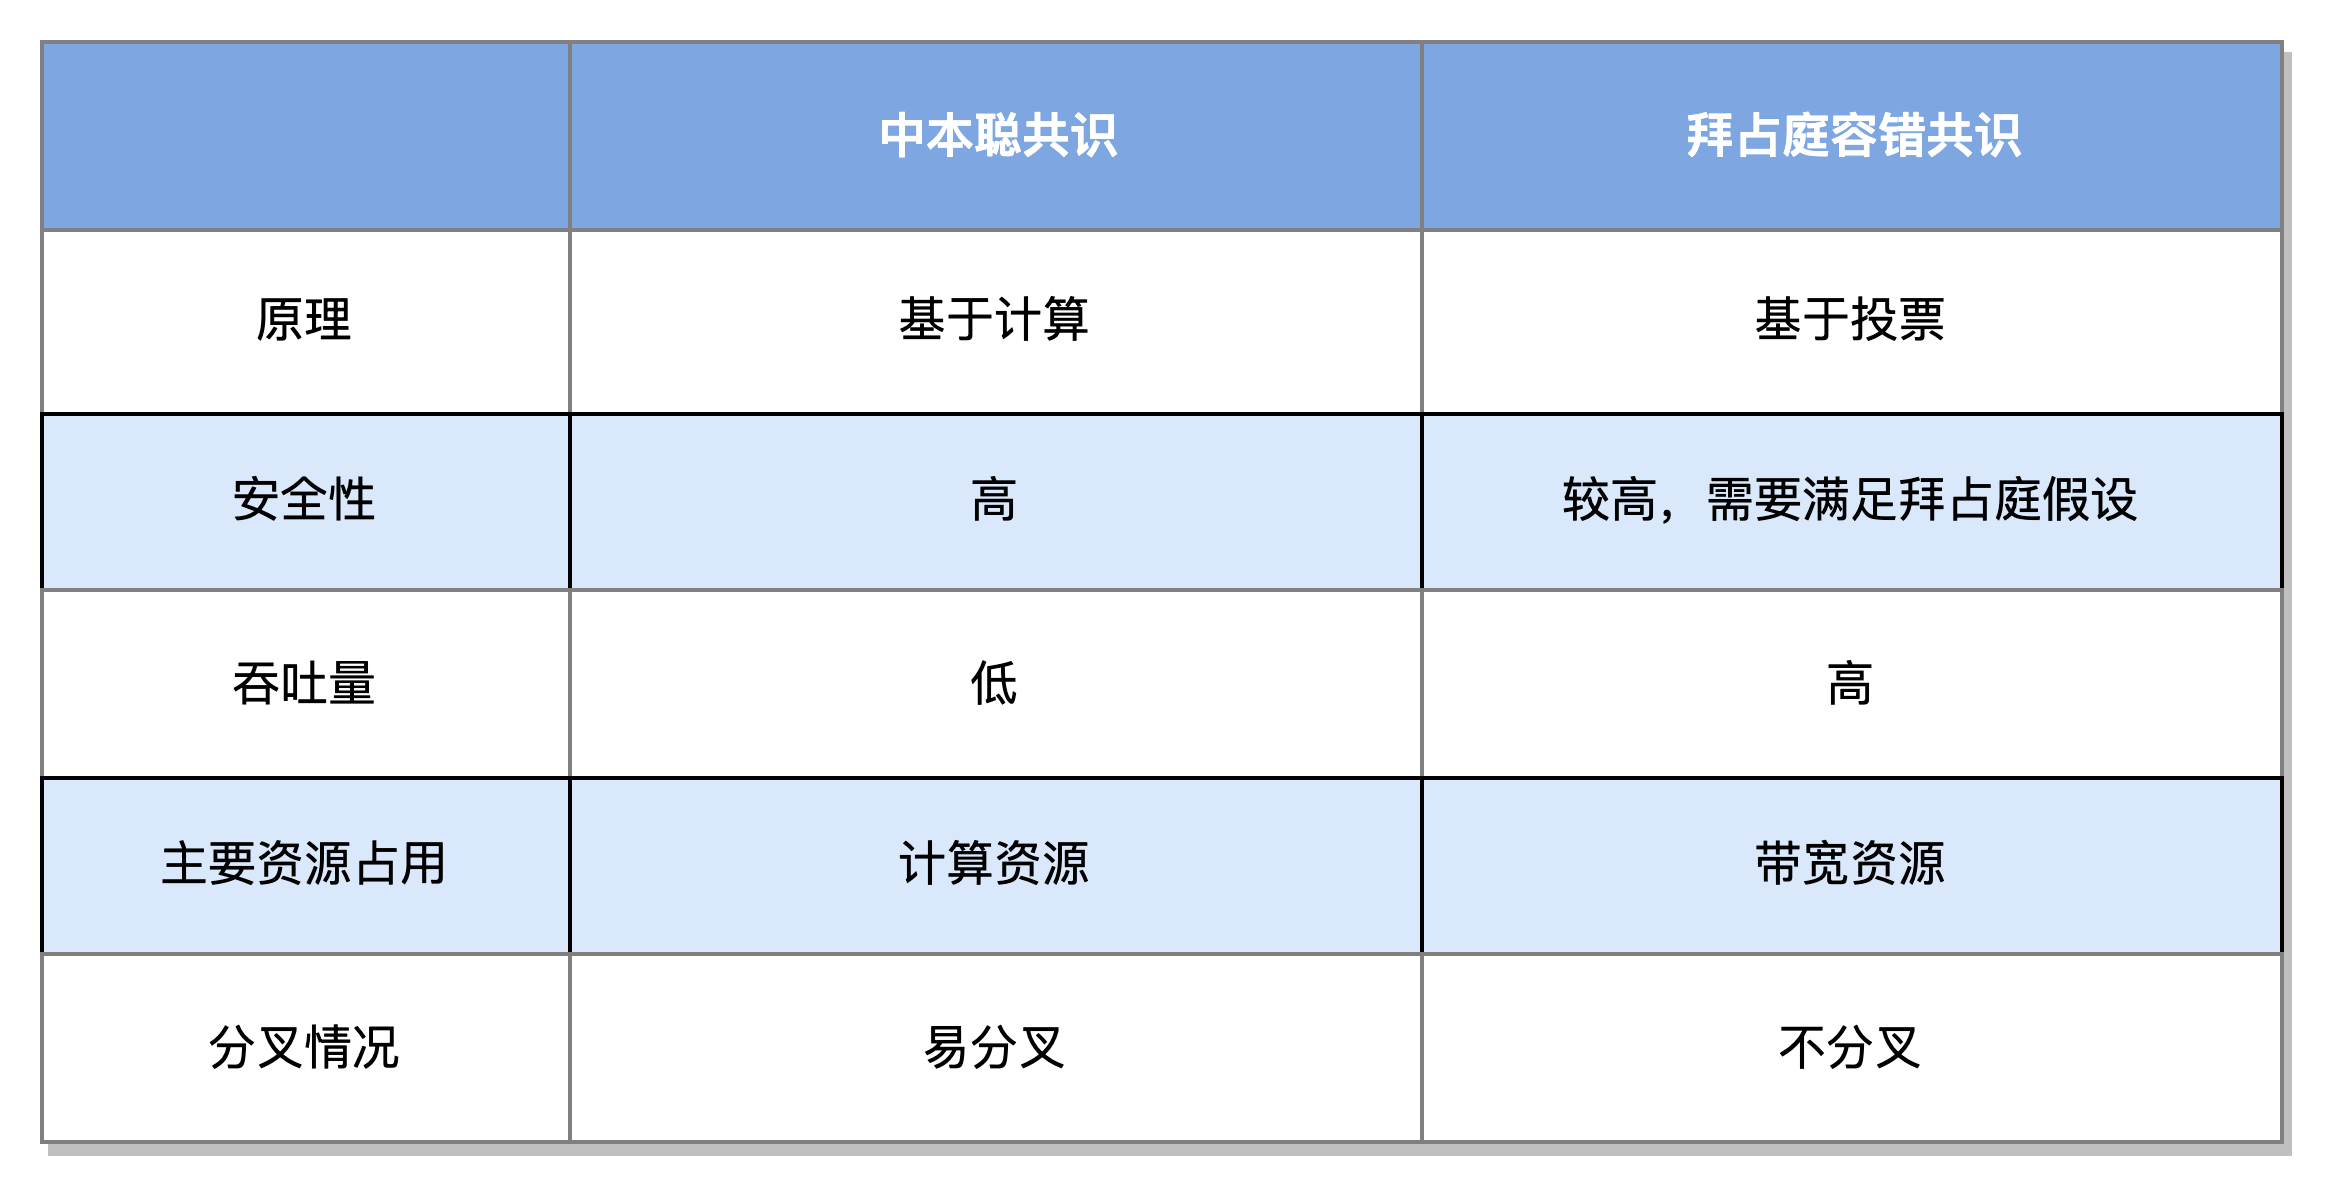 中本聪共识 拜占庭容错共识
原理 基于计算 基于投票
安全性 高 较高，需要满足拜占庭假设
吞吐量 低 高
主要资源占用 计算资源 带宽资源
分叉情况 易分叉 不分叉